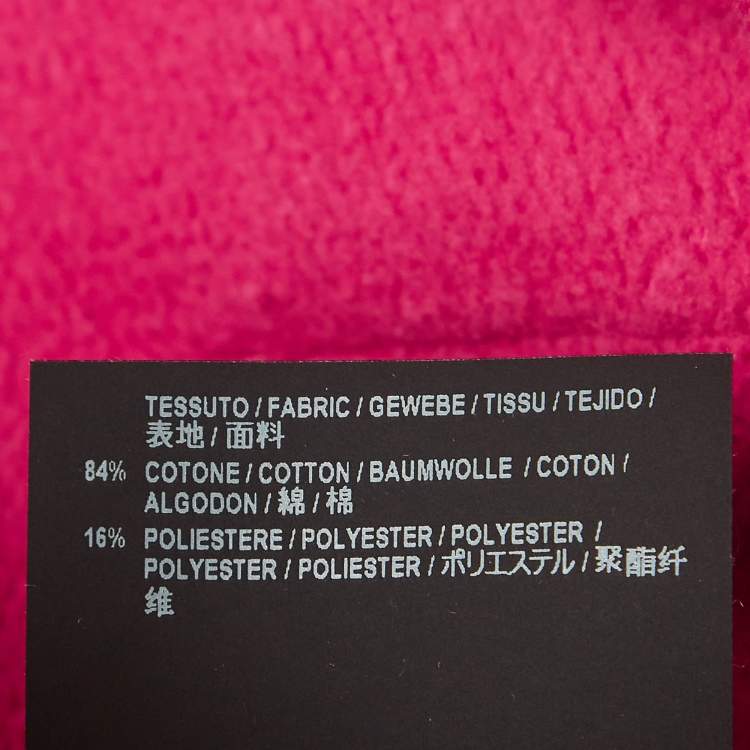 TESSUTO / FABRIC / GEWEBE / TISSU / TEJIDO /
表地 / 面料
84% COTONE / COTTON / BAUMWOLLE / COTON /
ALGODON / 綿 / 棉
16% POLIESTERE / POLYESTER / POLYESTER /
POLYESTER / POLIESTER / ポリエステル / 聚酯纤
维